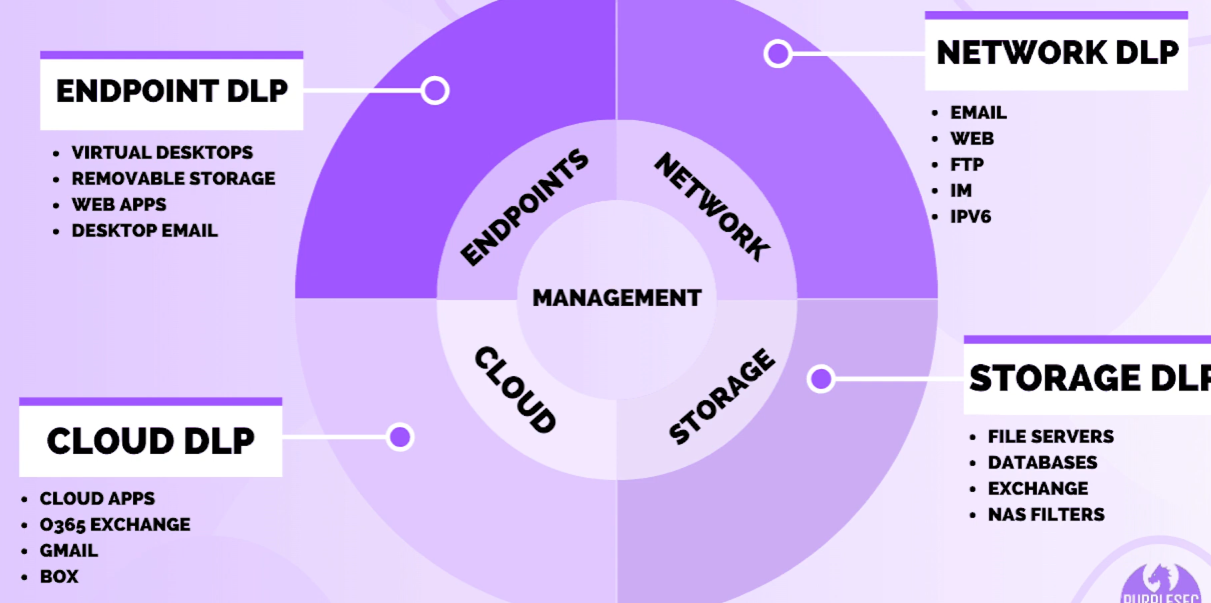 ENDPOINT DLP
• VIRTUAL DESKTOPS
• REMOVABLE STORAGE
• WEB APPS
• DESKTOP EMAIL
NETWORK DLP
• EMAIL
• WEB
• FTP
• IM
• IPV6
ENDPOINTS
NETWORK
MANAGEMENT
CLOUD
STORAGE
CLOUD DLP
• CLOUD APPS
• O365 EXCHANGE
• GMAIL
• BOX
STORAGE DLP
• FILE SERVERS
• DATABASES
• EXCHANGE
• NAS FILTERS
PURPLESEC